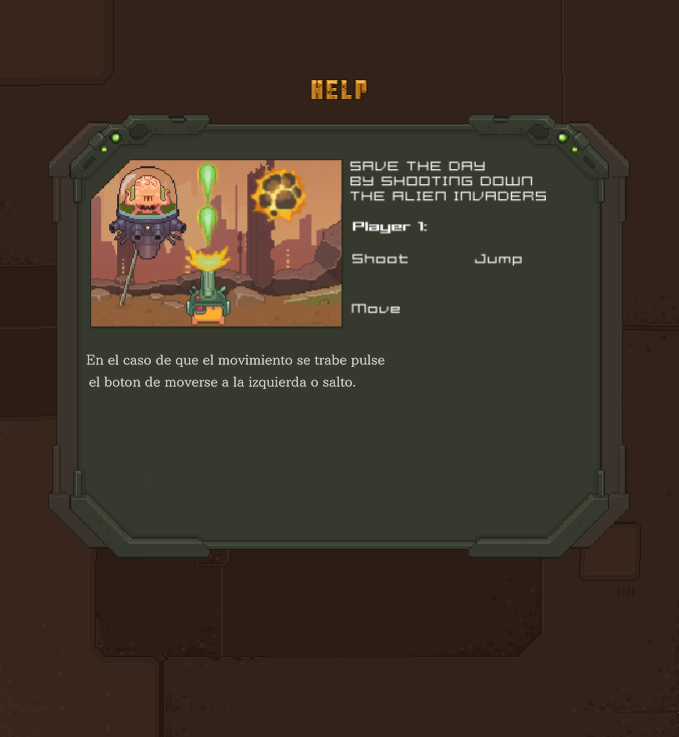 HELP
SAVE THE DAY
BY SHOOTING DOWN
THE ALIEN INVADERS
Player 1:
Shoot Jump
Move
En el caso de que el movimiento se trabe pulse
el boton de moverse a la izquierda o salto.